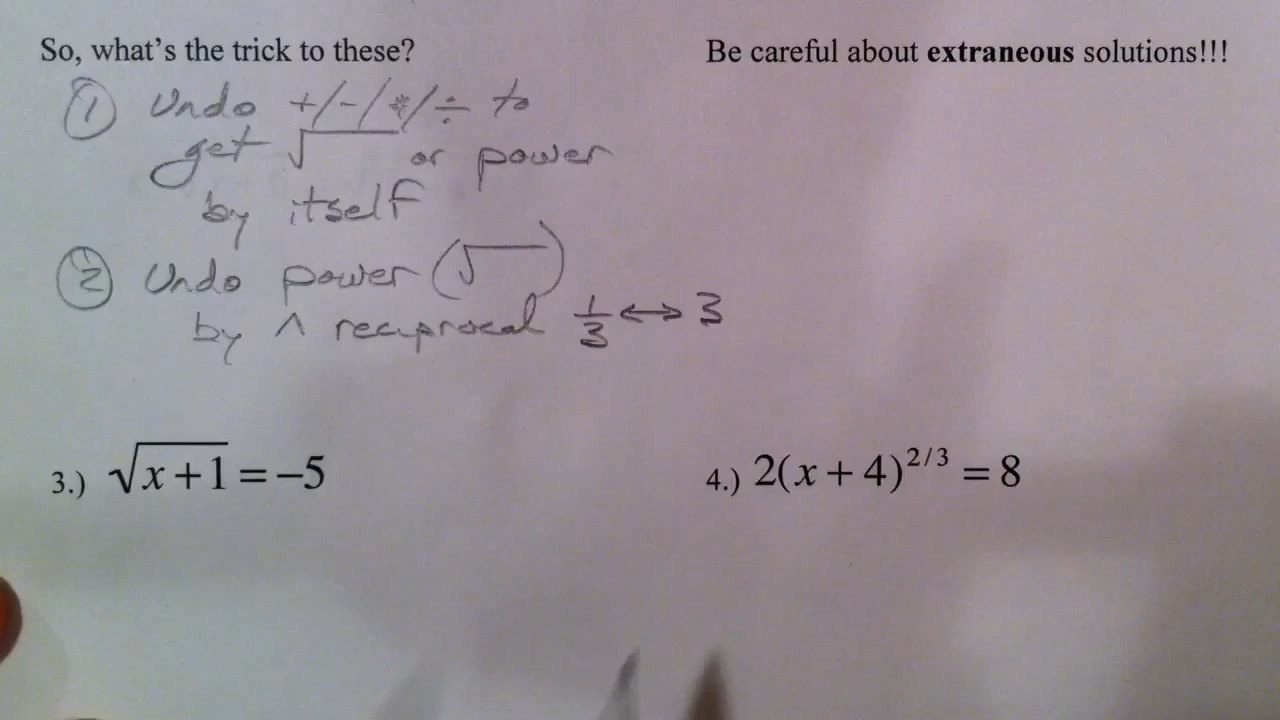 So, what's the trick to these?
① Undo +/-/*/÷ to
get √ or power
by itself
② Undo power (√)
by ^ reciprocal 1/3 ↔ 3
Be careful about extraneous solutions!!!
3.) √(x+1) = −5
4.) 2(x + 4)^2/3 = 8